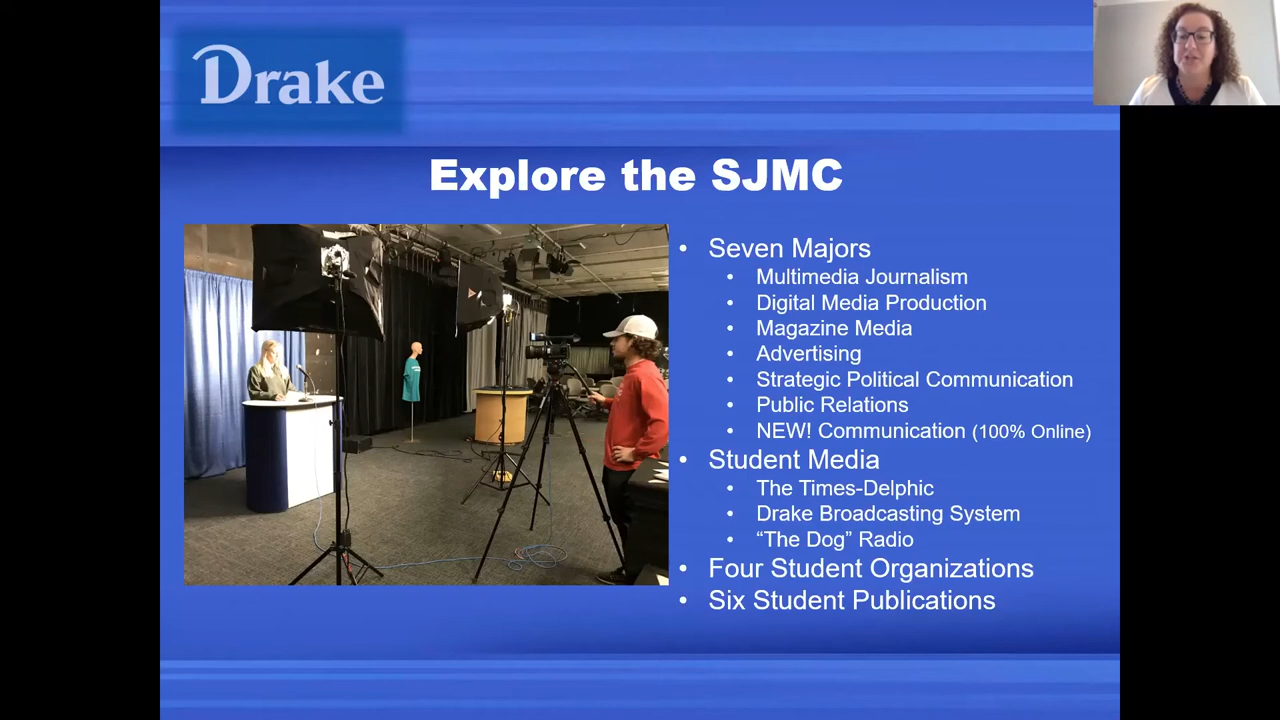 Drake
Explore the SJMC
• Seven Majors
• Multimedia Journalism
• Digital Media Production
• Magazine Media
• Advertising
• Strategic Political Communication
• Public Relations
• NEW! Communication (100% Online)
• Student Media
• The Times-Delphic
• Drake Broadcasting System
• “The Dog” Radio
• Four Student Organizations
• Six Student Publications